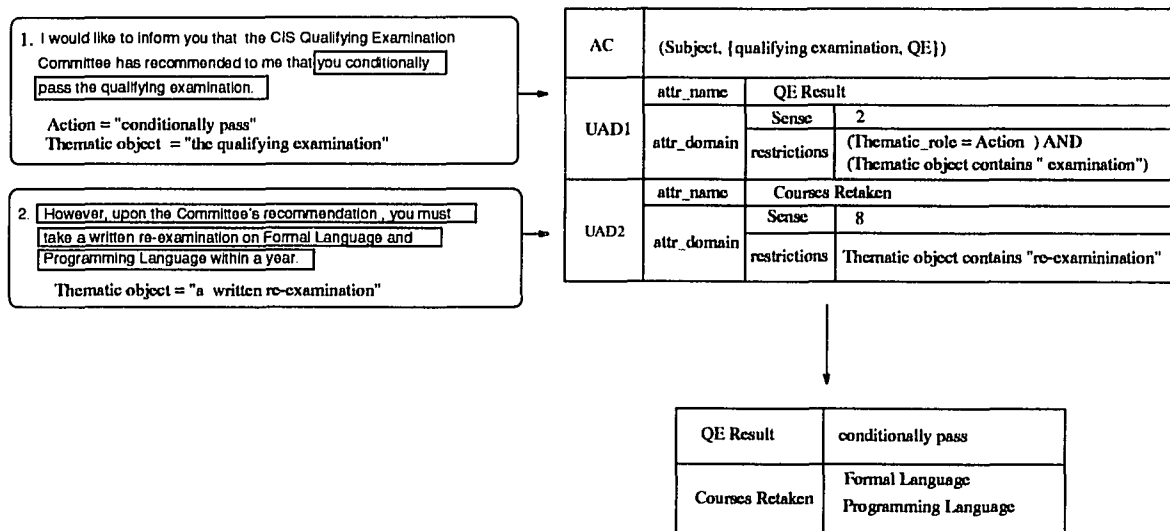 1. I would like to inform you that the CIS Qualifying Examination
Committee has recommended to me that you conditionally
pass the qualifying examination.
Action = "conditionally pass"
Thematic object = "the qualifying examination"
2. However, upon the Committee's recommendation , you must
take a written re-examination on Formal Language and
Programming Language within a year.
Thematic object = "a written re-examination"
AC (Subject, {qualifying examination, QE})
UAD1
attr_name QE Result
attr_domain
Sense 2
restrictions
(Thematic_role = Action ) AND
(Thematic object contains " examination")
UAD2
attr_name Courses Retaken
attr_domain
Sense 8
restrictions Thematic object contains "re-examinination"
QE Result conditionally pass
Courses Retaken
Formal Language
Programming Language